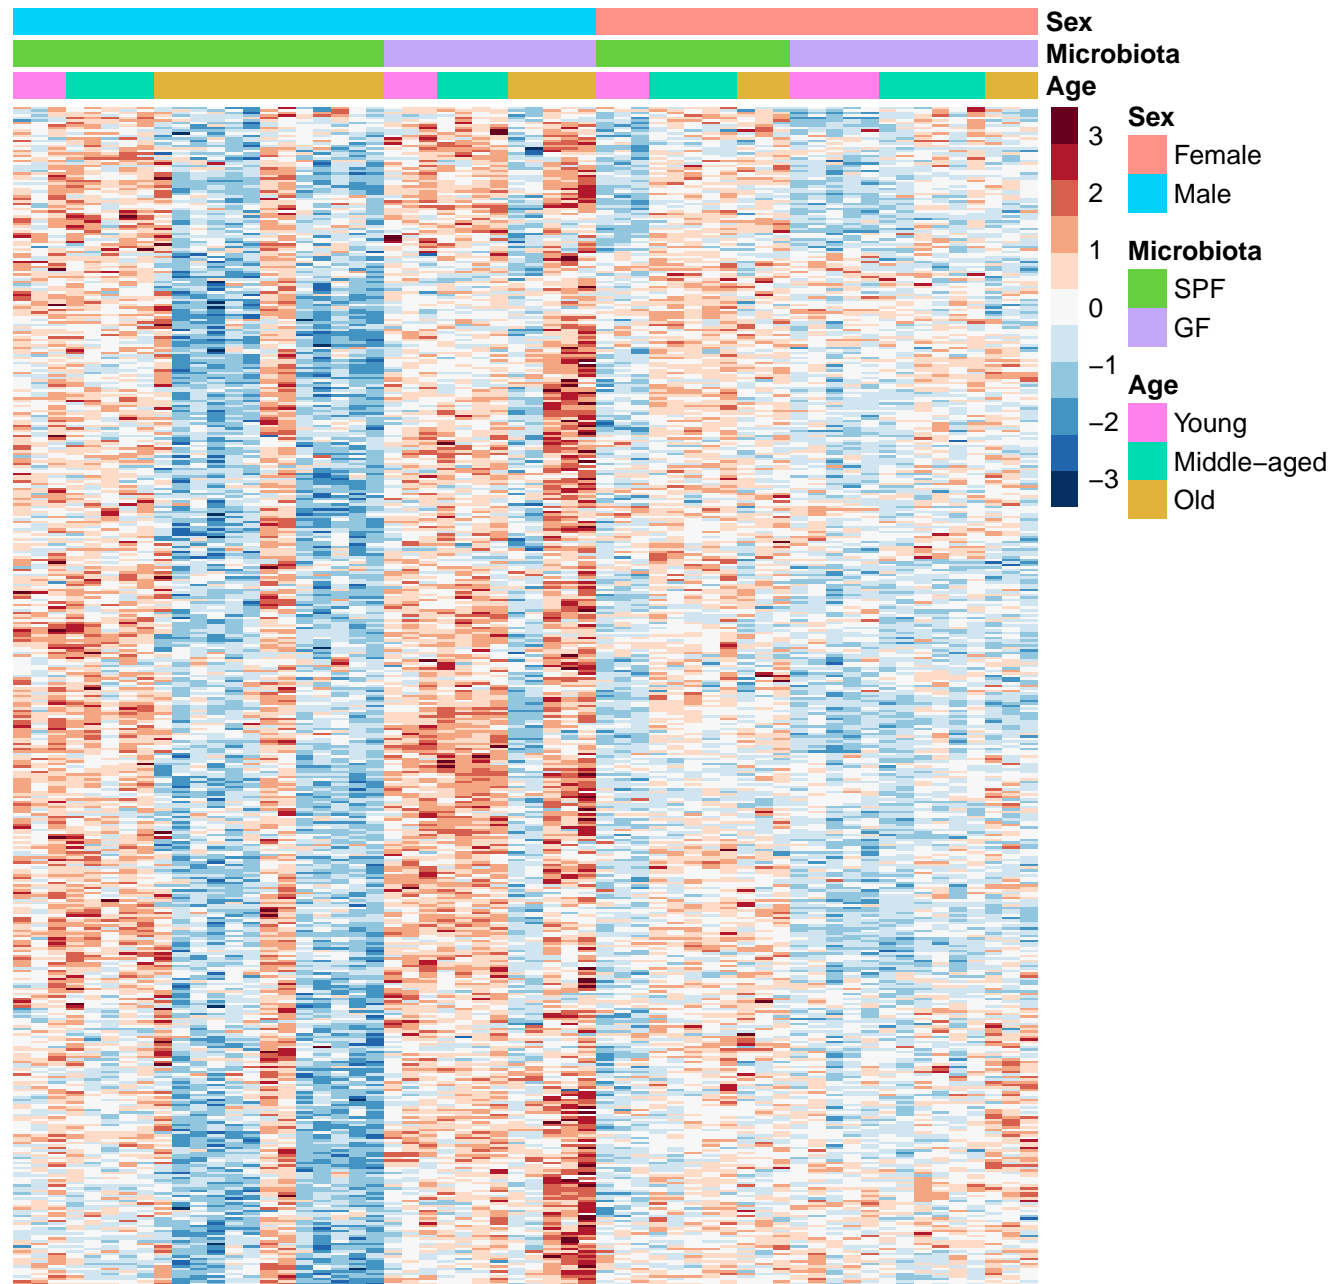 Sex
Microbiota
Age
3
2
1
0
−1
−2
−3
Sex
Female
Male
Microbiota
SPF
GF
Age
Young
Middle−aged
Old